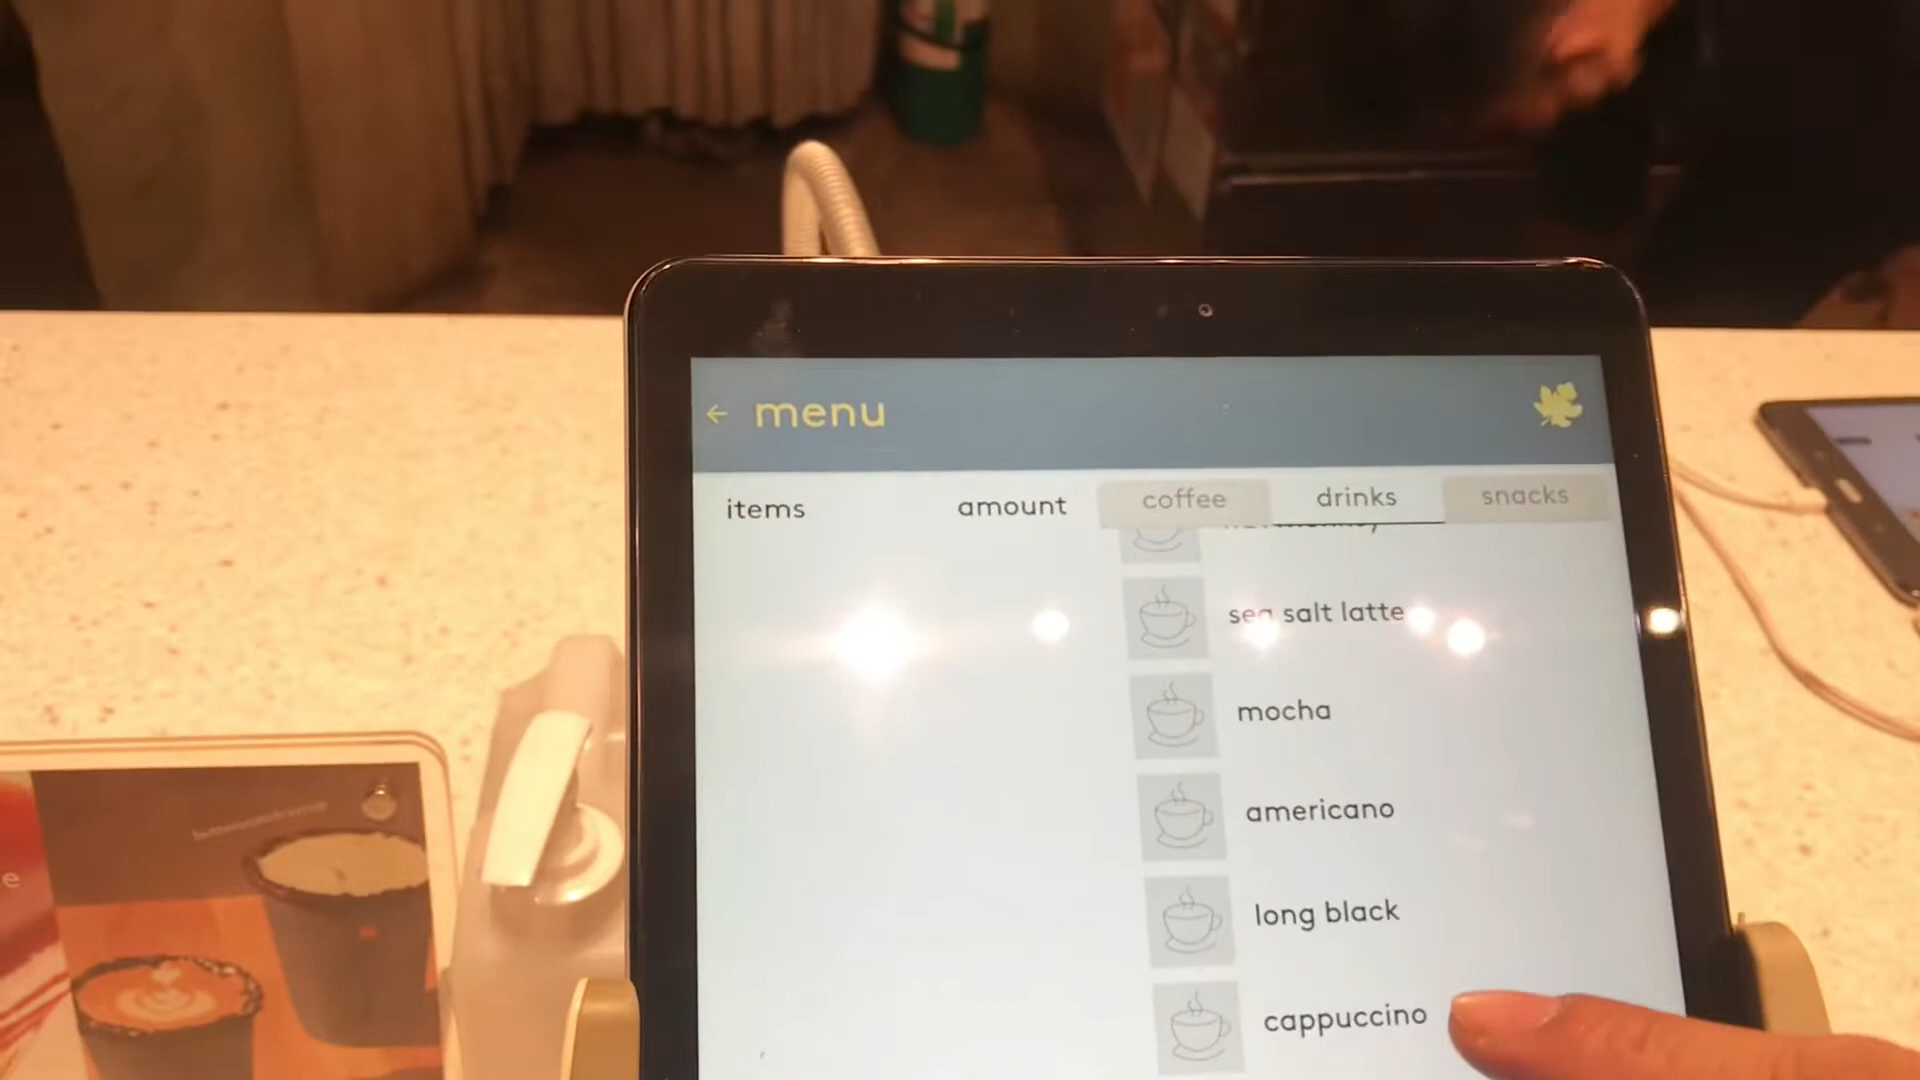 ← menu
items amount coffee drinks snacks
sea salt latte
mocha
americano
long black
cappuccino
e